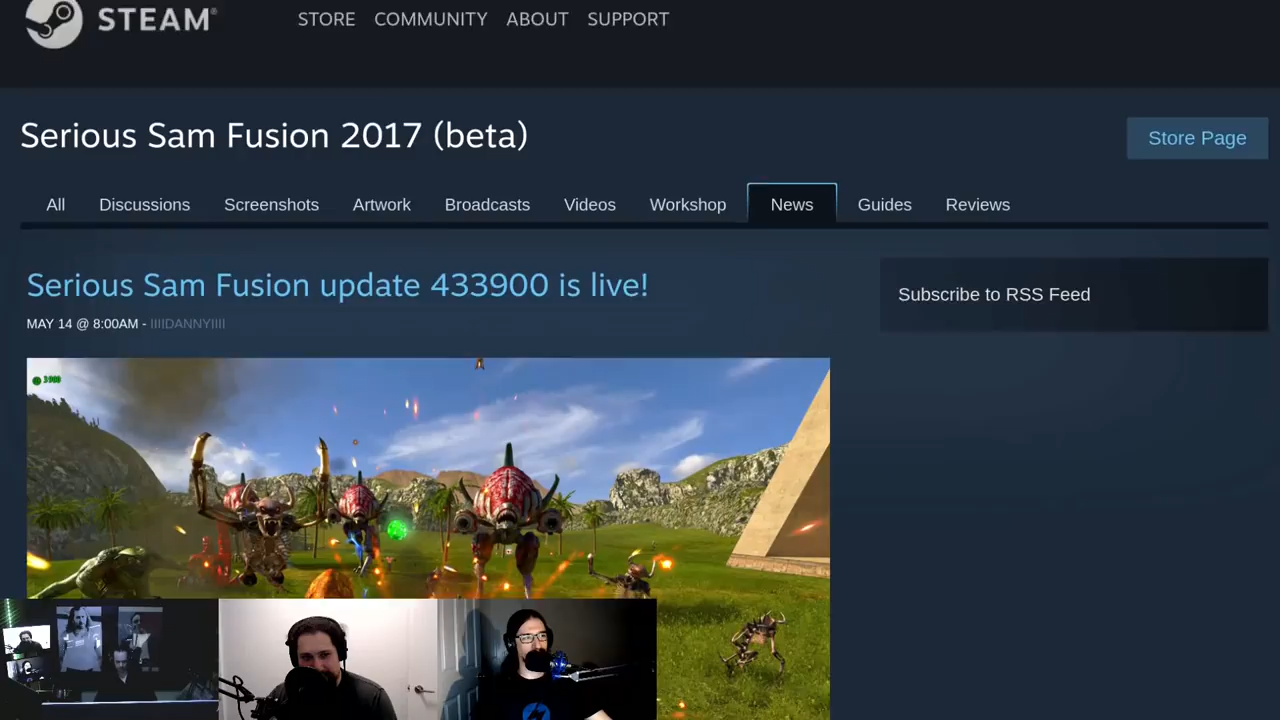 STEAM®
STORE COMMUNITY ABOUT SUPPORT
Serious Sam Fusion 2017 (beta)
Store Page
All Discussions Screenshots Artwork Broadcasts Videos Workshop News Guides Reviews
Serious Sam Fusion update 433900 is live!
Subscribe to RSS Feed
MAY 14 @ 8:00AM - IIIIDANNYIIII